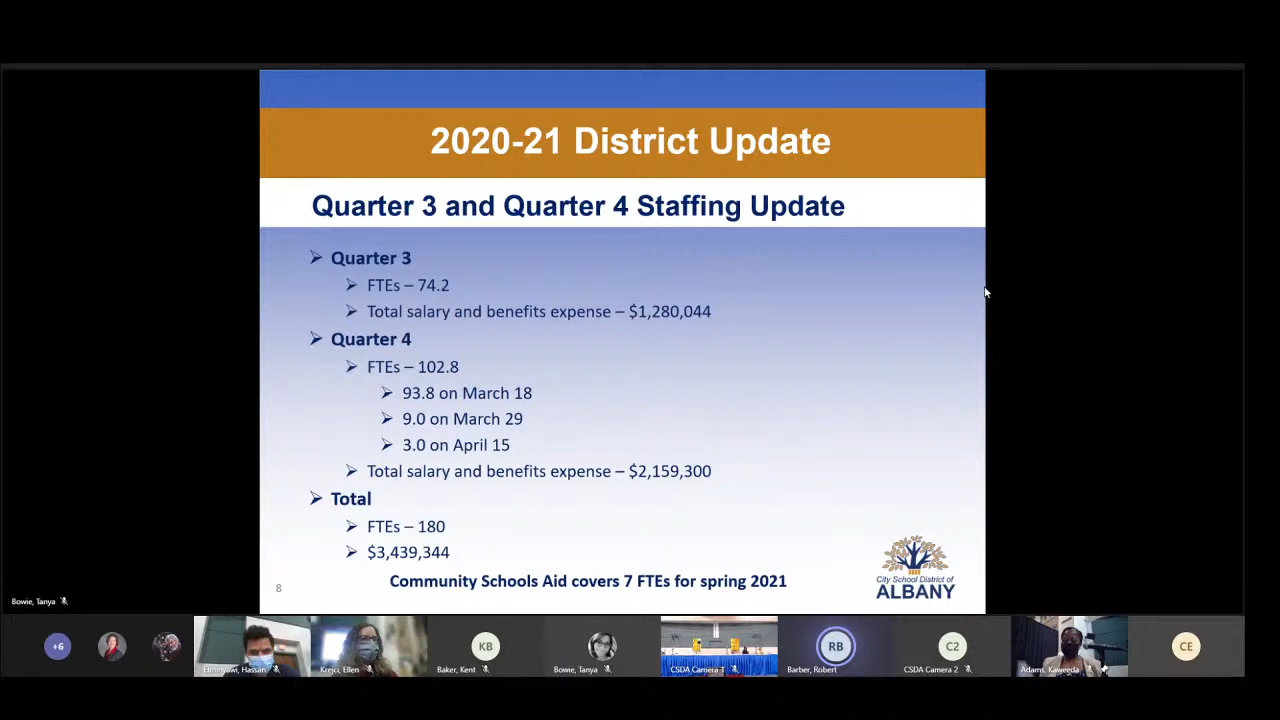 2020-21 District Update
Quarter 3 and Quarter 4 Staffing Update
Quarter 3
FTEs – 74.2
Total salary and benefits expense – $1,280,044
Quarter 4
FTEs – 102.8
93.8 on March 18
9.0 on March 29
3.0 on April 15
Total salary and benefits expense – $2,159,300
Total
FTEs – 180
$3,439,344
Community Schools Aid covers 7 FTEs for spring 2021
8
City School District of
ALBANY
Bowie, Tanya
+6
KB
RB
C2
CE
Hassan
Krejci, Ellen
Baker, Kent
Bowie, Tanya
CSDA Camera 1
Barber, Robert
CSDA Camera 2
Adams, Kaweeda